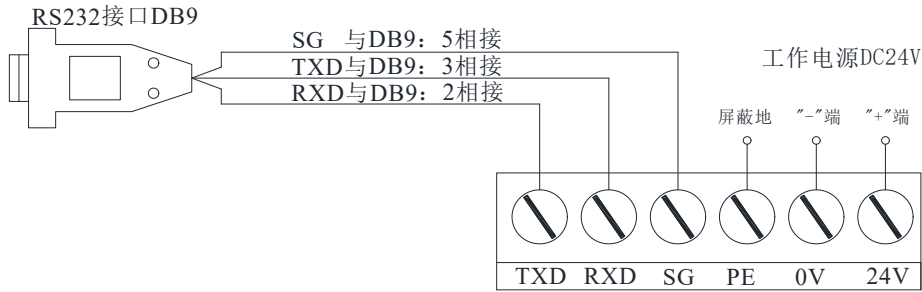 RS232接口DB9
SG 与DB9：5相接
TXD与DB9：3相接
RXD与DB9：2相接
工作电源DC24V
屏蔽地 "-"端 "+"端
TXD RXD SG PE 0V 24V